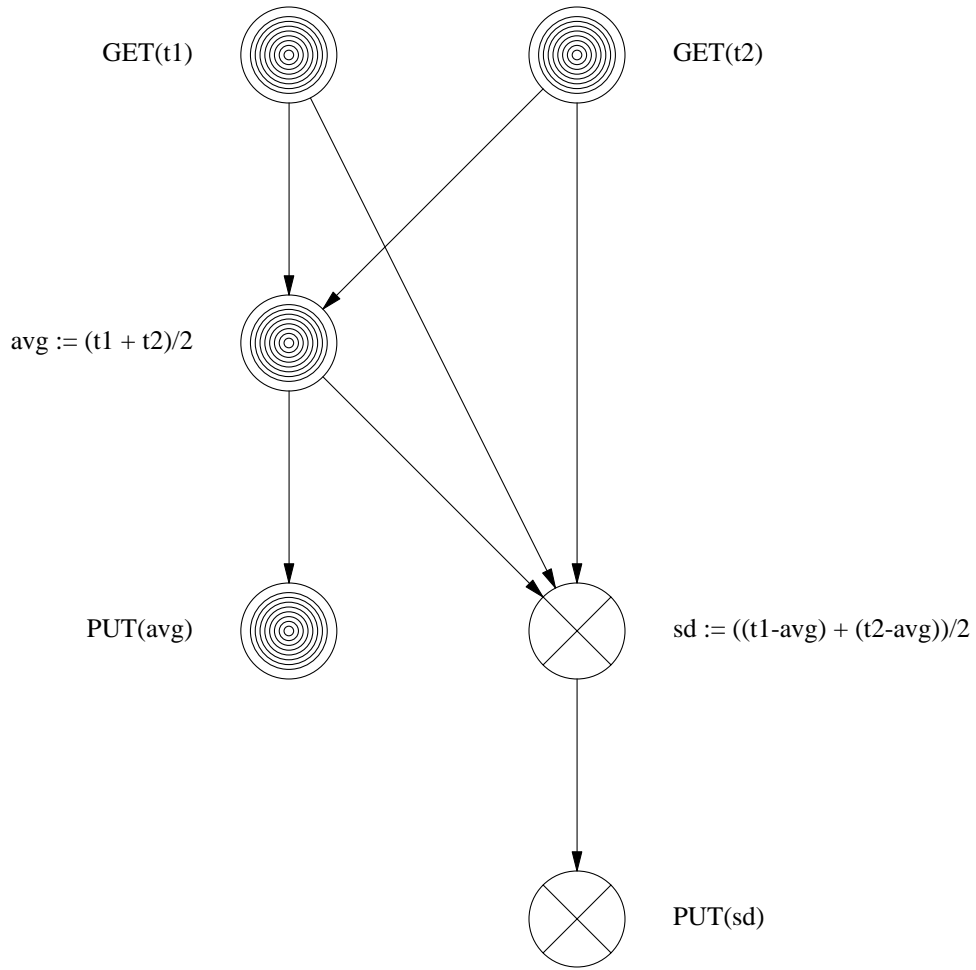 GET(t1)
GET(t2)
avg := (t1 + t2)/2
PUT(avg)
sd := ((t1-avg) + (t2-avg))/2
PUT(sd)